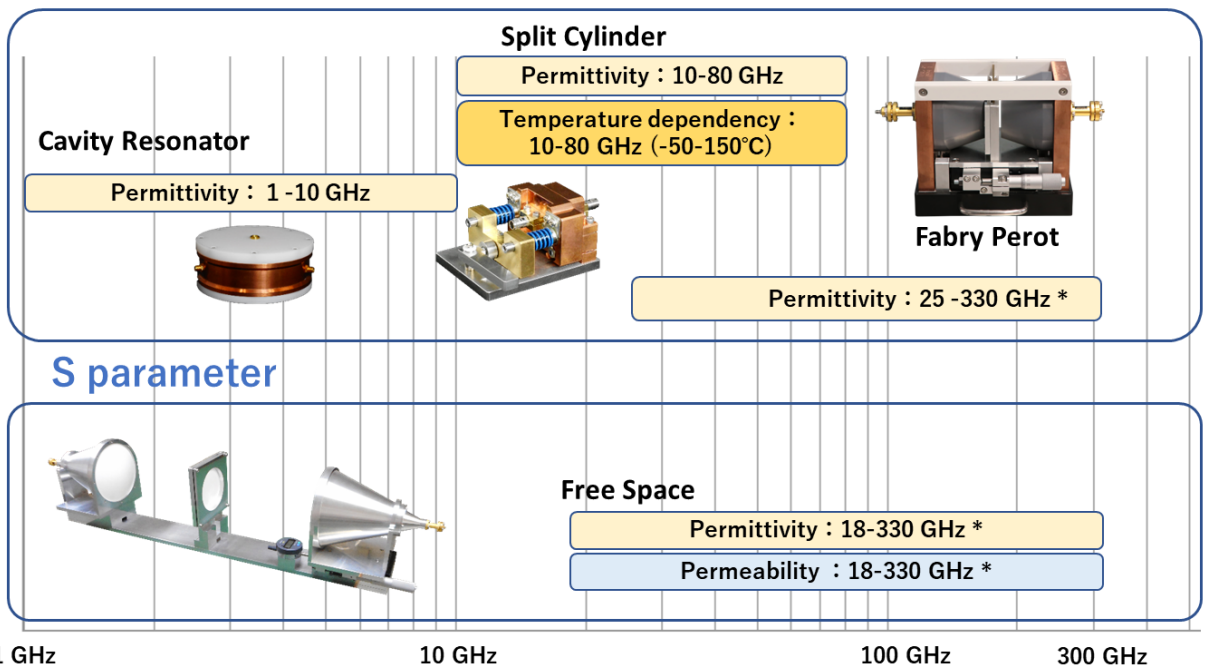 Split Cylinder
Permittivity：10-80 GHz
Temperature dependency：
10-80 GHz (-50-150℃)
Cavity Resonator
Permittivity： 1 -10 GHz
Fabry Perot
Permittivity：25 -330 GHz *
S parameter
Free Space
Permittivity：18-330 GHz *
Permeability ：18-330 GHz *
1 GHz
10 GHz
100 GHz
300 GHz